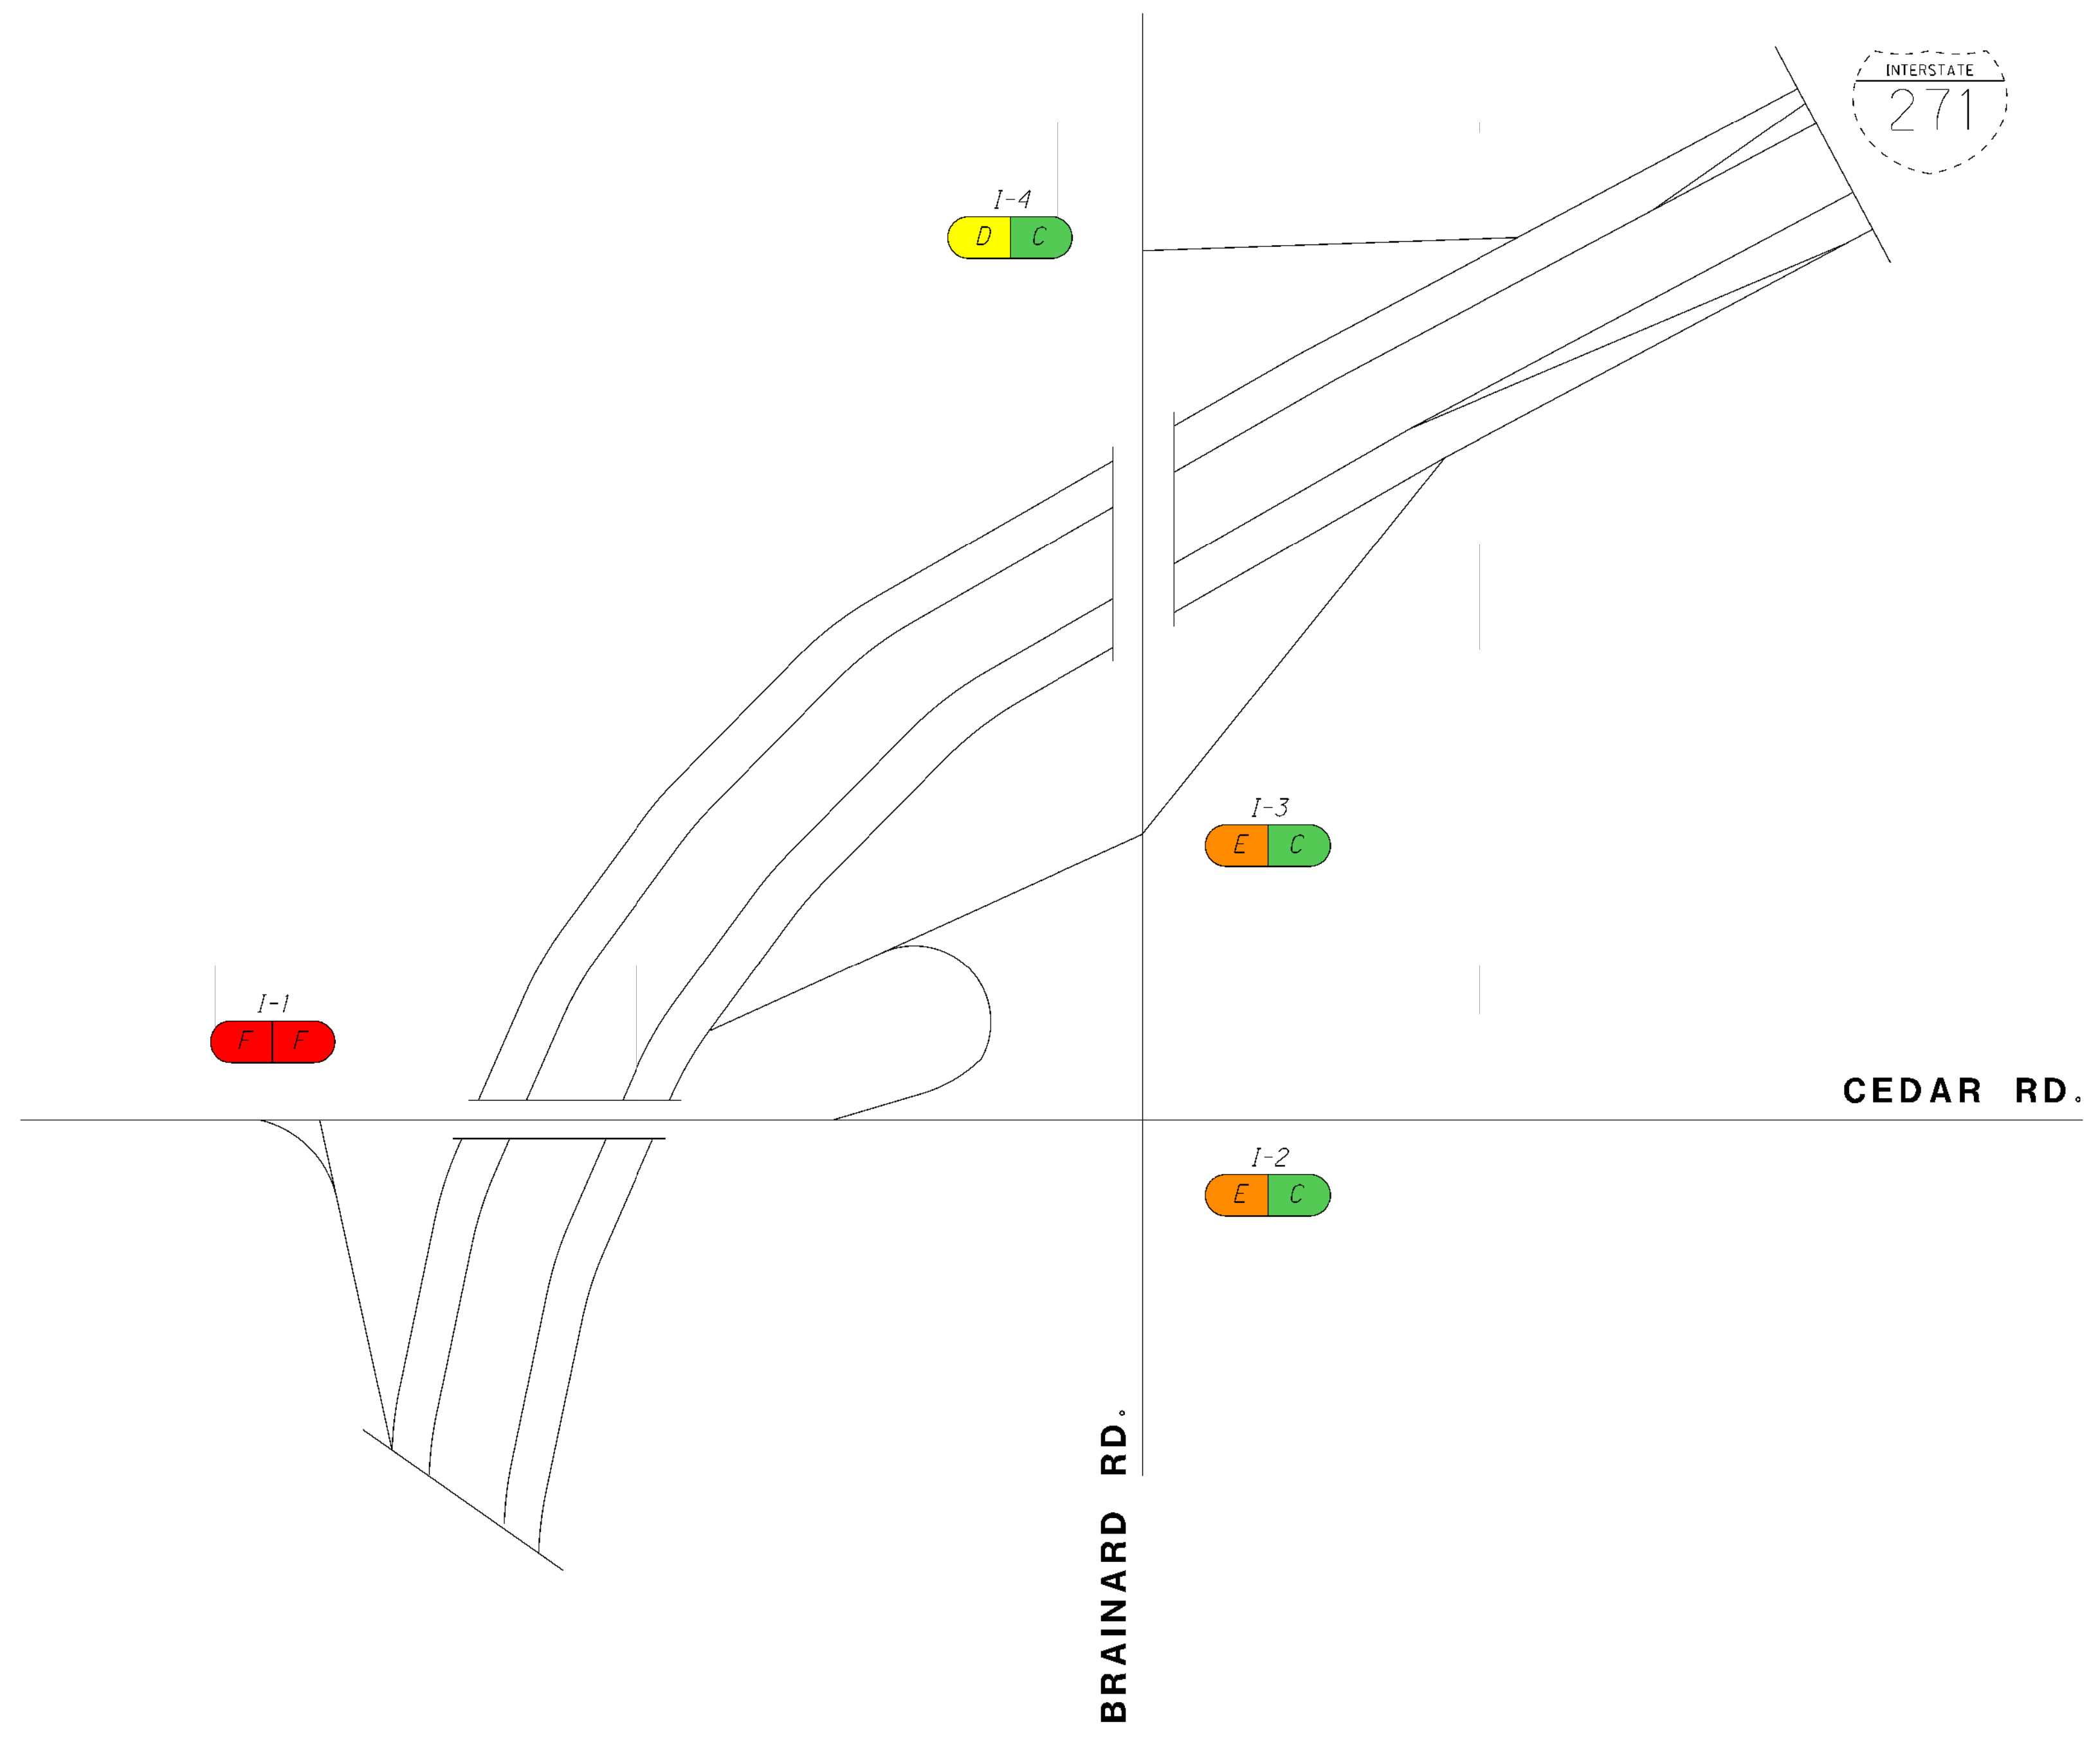 INTERSTATE
271
I-4
D C
I-3
E C
I-1
F F
CEDAR RD.
I-2
E C
BRAINARD RD.